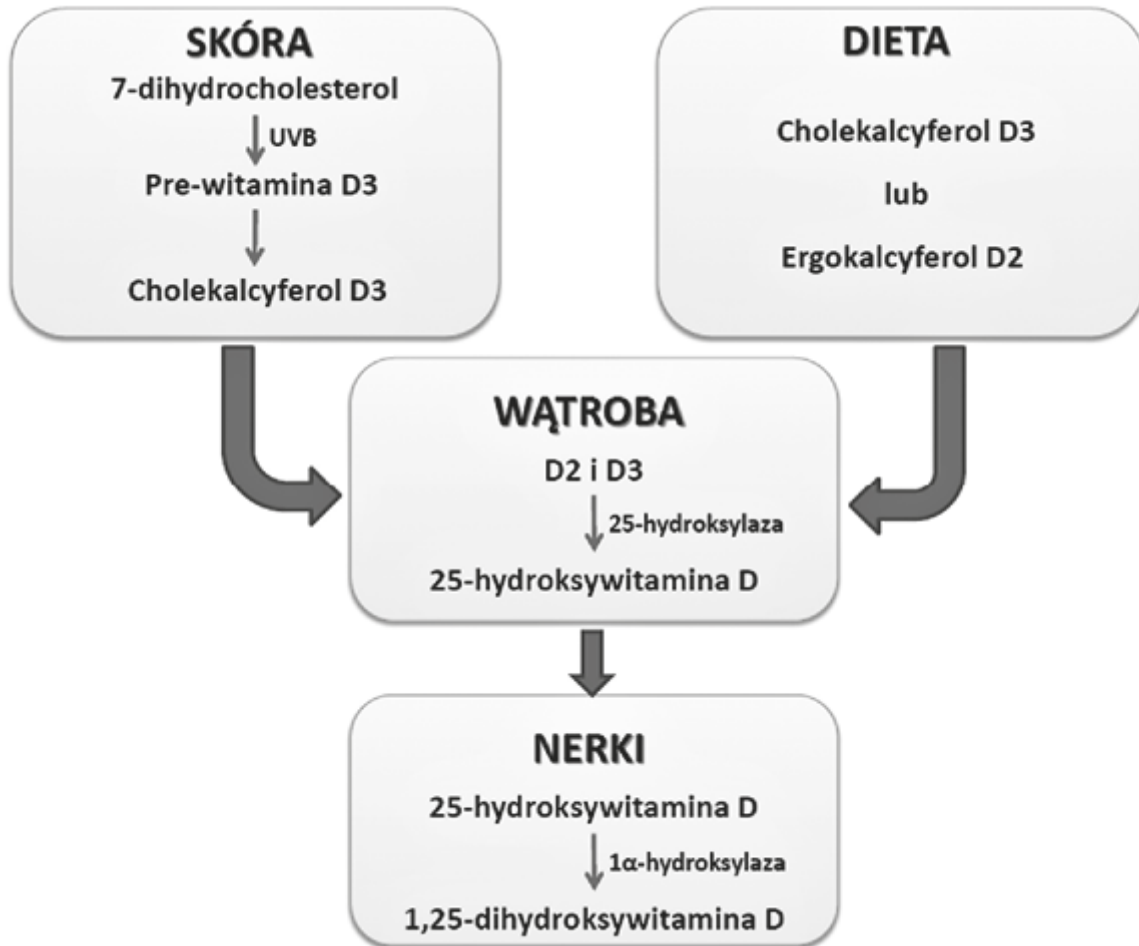 SKÓRA
7-dihydrocholesterol
UVB
Pre-witamina D3
Cholekalcyferol D3
DIETA
Cholekalcyferol D3
lub
Ergokalcyferol D2
WĄTROBA
D2 i D3
25-hydroksylaza
25-hydroksywitamina D
NERKI
25-hydroksywitamina D
1α-hydroksylaza
1,25-dihydroksywitamina D